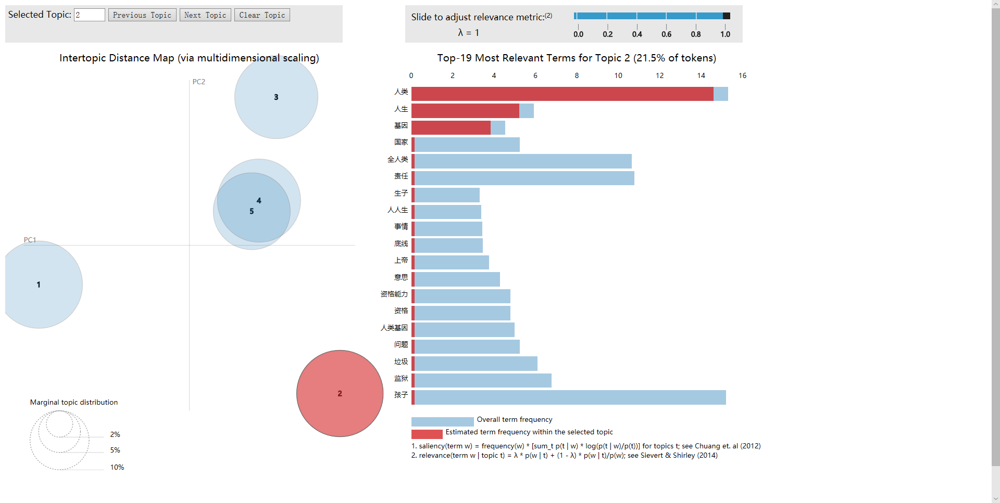 Selected Topic: 2 Previous Topic Next Topic Clear Topic
Slide to adjust relevance metric:(2)
λ = 1
0.0 0.2 0.4 0.6 0.8 1.0
Intertopic Distance Map (via multidimensional scaling)
PC2
PC1
3
4
5
1
2
Marginal topic distribution
2%
5%
10%
Top-19 Most Relevant Terms for Topic 2 (21.5% of tokens)
0 2 4 6 8 10 12 14 16
人类
人生
基因
国家
全人类
责任
生子
人人生
事情
底线
上帝
意思
资格能力
资格
人类基因
问题
垃圾
监狱
孩子
Overall term frequency
Estimated term frequency within the selected topic
1. saliency(term w) = frequency(w) * [sum_t p(t | w) * log(p(t | w)/p(t))] for topics t; see Chuang et. al (2012)
2. relevance(term w | topic t) = λ * p(w | t) + (1 - λ) * p(w | t)/p(w); see Sievert & Shirley (2014)